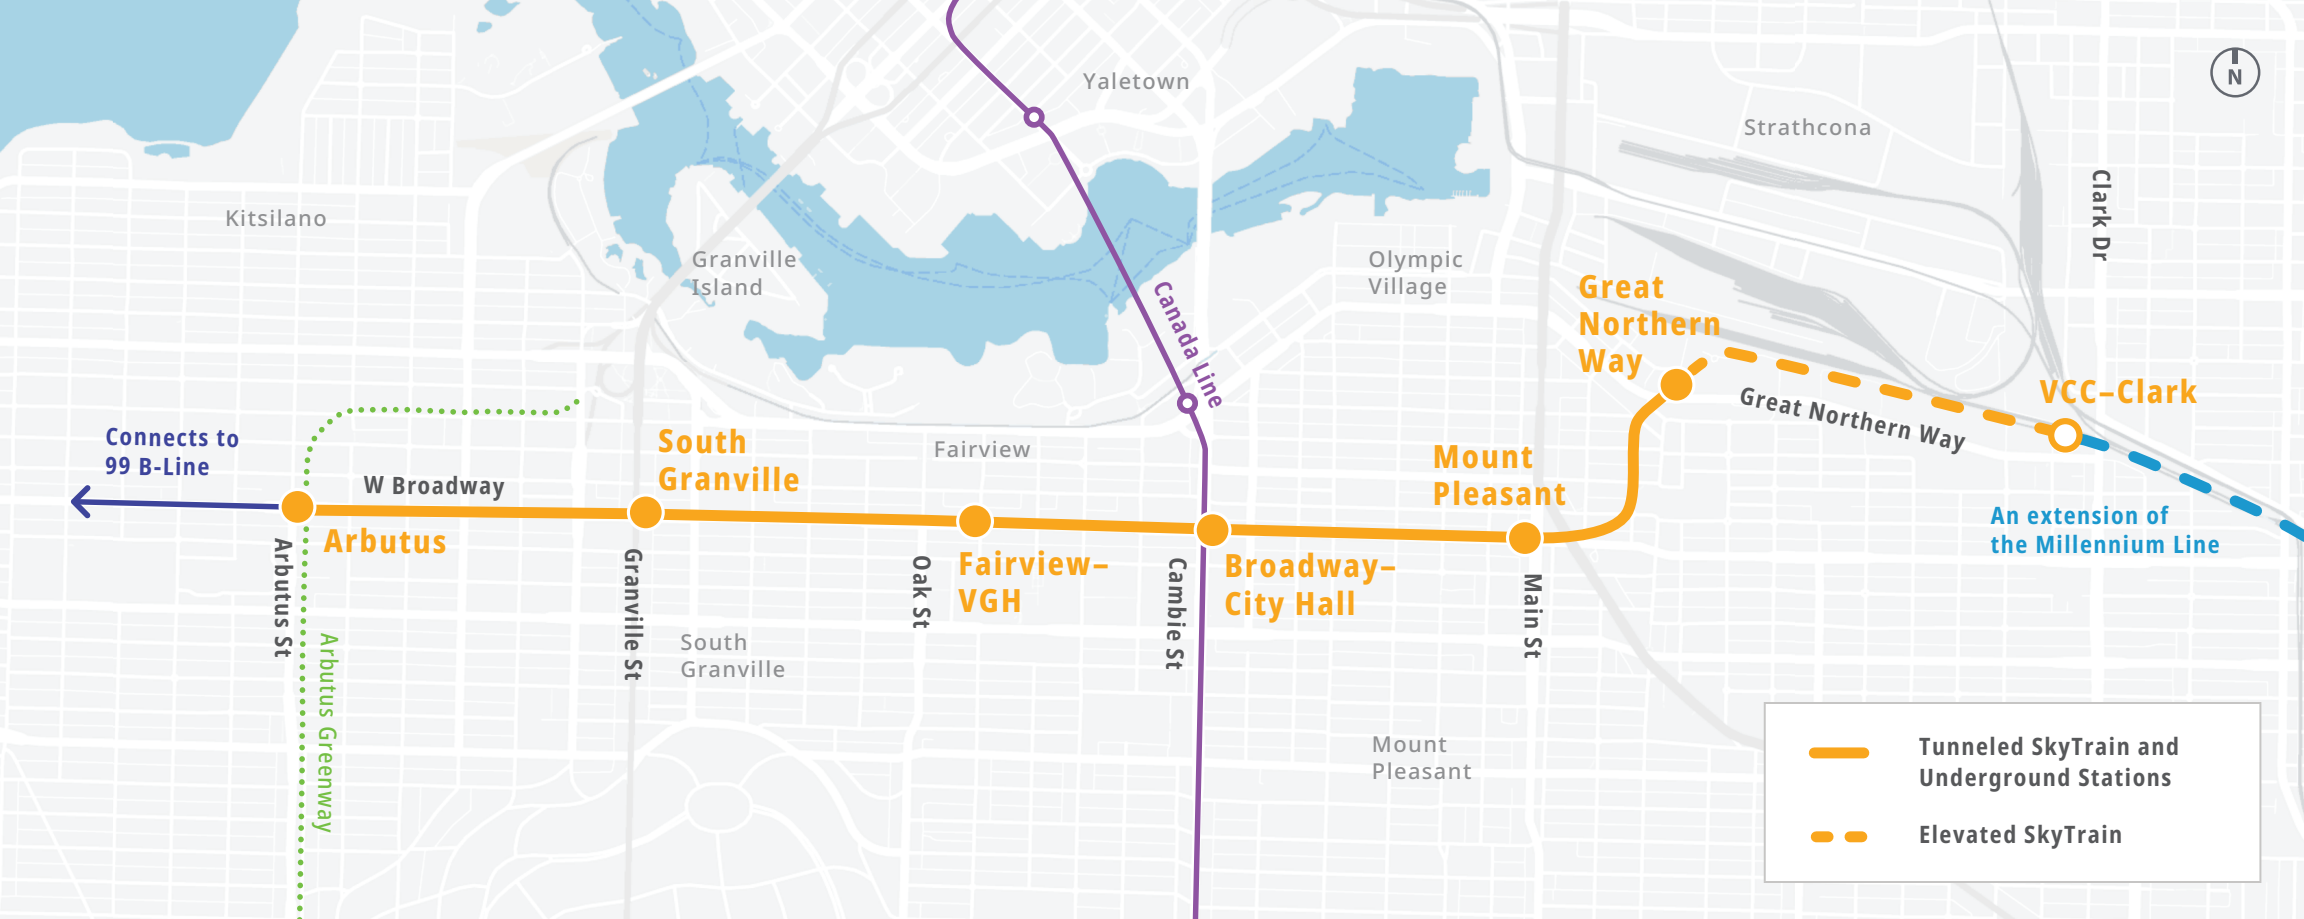 Yaletown
N
Strathcona
Clark Dr
Kitsilano
Granville
Island
Olympic
Village
Canada Line
Great
Northern
Way
VCC–Clark
Great Northern Way
Connects to
99 B-Line
W Broadway
South
Granville
Fairview
Mount
Pleasant
An extension of
the Millennium Line
Arbutus
Arbutus St
Granville St
Oak St
Fairview–
VGH
Cambie St
Broadway–
City Hall
Main St
Arbutus Greenway
South
Granville
Mount
Pleasant
Tunneled SkyTrain and
Underground Stations
Elevated SkyTrain